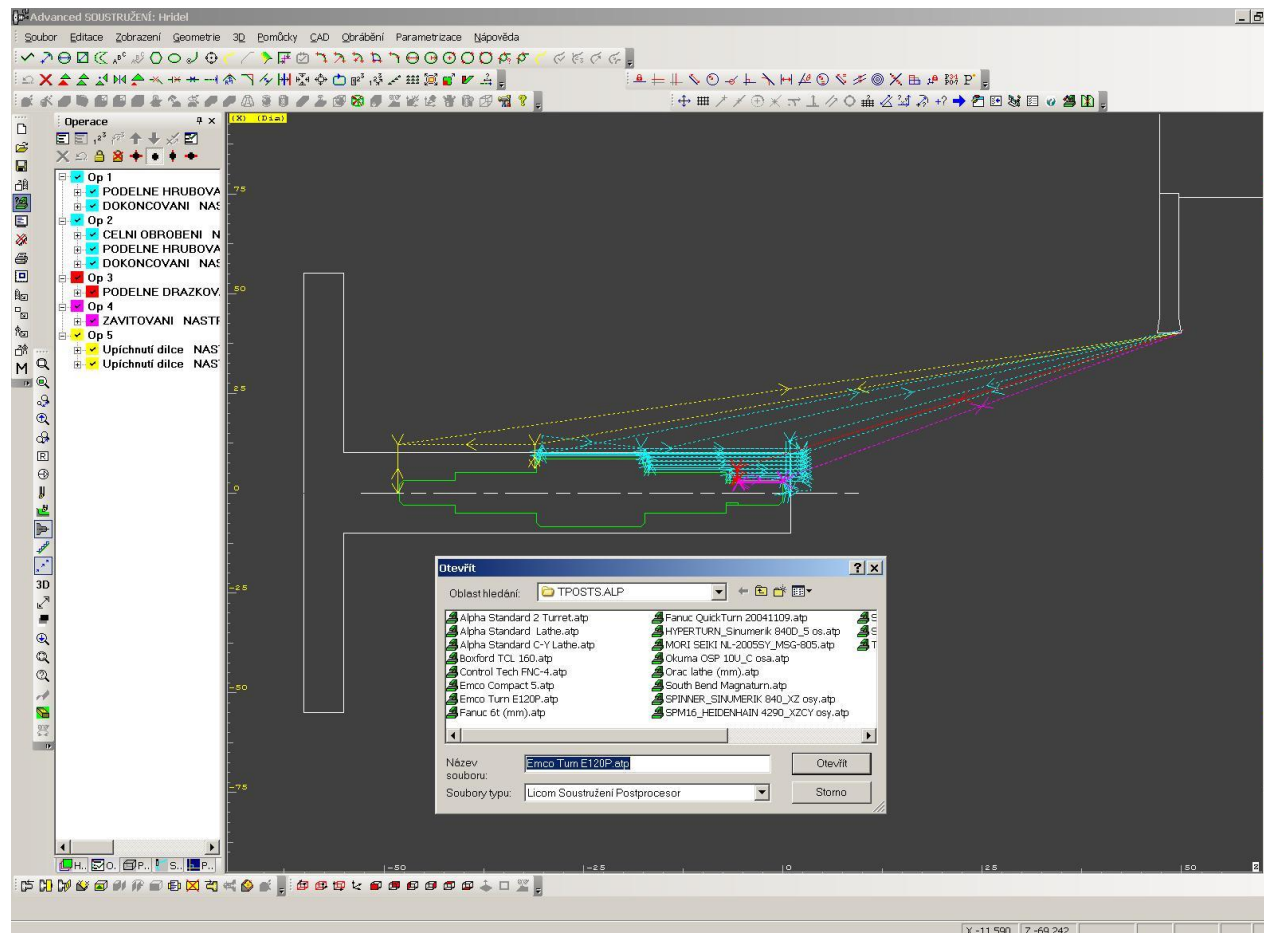 Advanced SOUSTRUŽENÍ: Hridel
Soubor Editace Zobrazení Geometrie 3D Pomůcky CAD Obrábění Parametrizace Nápověda
Operace
(X) (Dia)
Op 1
PODELNE HRUBOVA
DOKONCOVANI NAS
Op 2
CELNI OBROBENI N
PODELNE HRUBOVA
DOKONCOVANI NAS
Op 3
PODELNE DRAZKOV.
Op 4
ZAVITOVANI NASTR
Op 5
Upíchnutí dílce NAS
Upíchnutí dílce NAS
75
50
25
0
-25
-50
-75
M
3D
Otevřít
Oblast hledání: TPOSTS.ALP
Alpha Standard 2 Turret.atp
Alpha Standard Lathe.atp
Alpha Standard C-Y Lathe.atp
Boxford TCL 160.atp
Control Tech FNC-4.atp
Emco Compact 5.atp
Emco Turn E120P.atp
Fanuc 6t (mm).atp
Fanuc QuickTurn 20041109.atp
HYPERTURN_Sinumerik 840D_5 os.atp
MORI SEIKI NL-2005SY_MSG-805.atp
Okuma OSP 10U_C osa.atp
Orac lathe (mm).atp
South Bend Magnaturn.atp
SPINNER_SINUMERIK 840_XZ osy.atp
SPM16_HEIDENHAIN 4290_XZCY osy.atp
S
S
T
Název souboru: Emco Turn E120P.atp
Otevřít
Soubory typu: Licom Soustružení Postprocesor
Storno
-50 -25 0 25 50
H.. O.. P.. S.. P..
X -11.590 Z -69.242